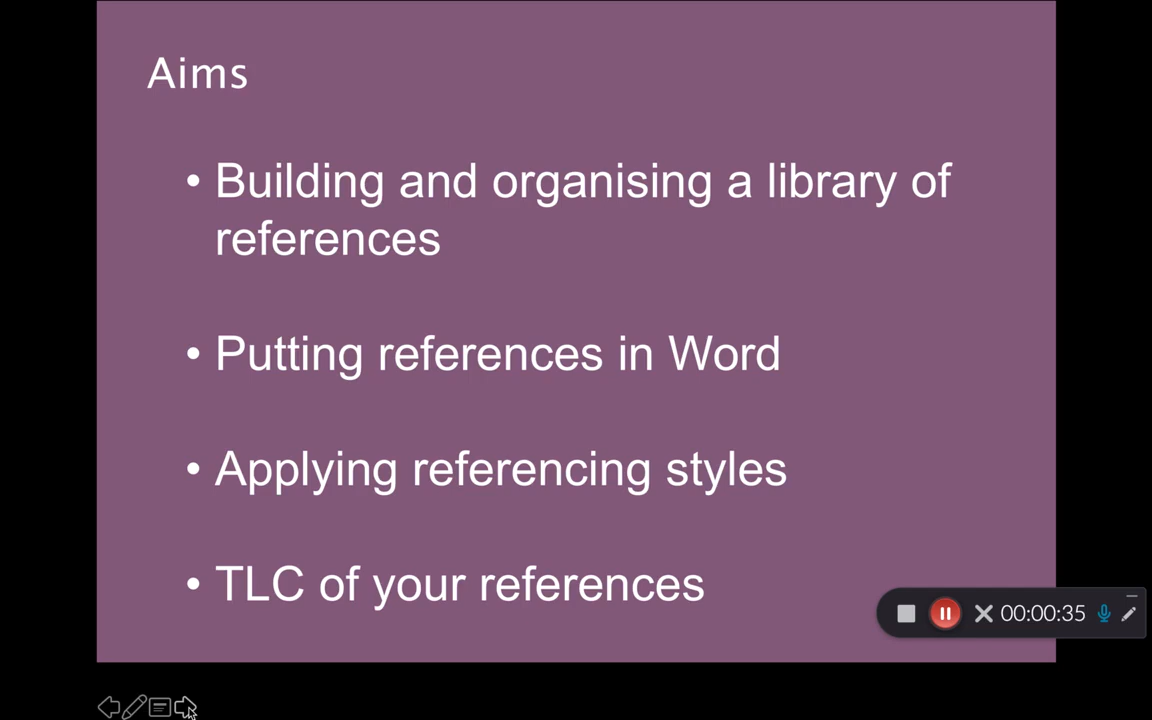 Aims
• Building and organising a library of
references
• Putting references in Word
• Applying referencing styles
• TLC of your references
00:00:35